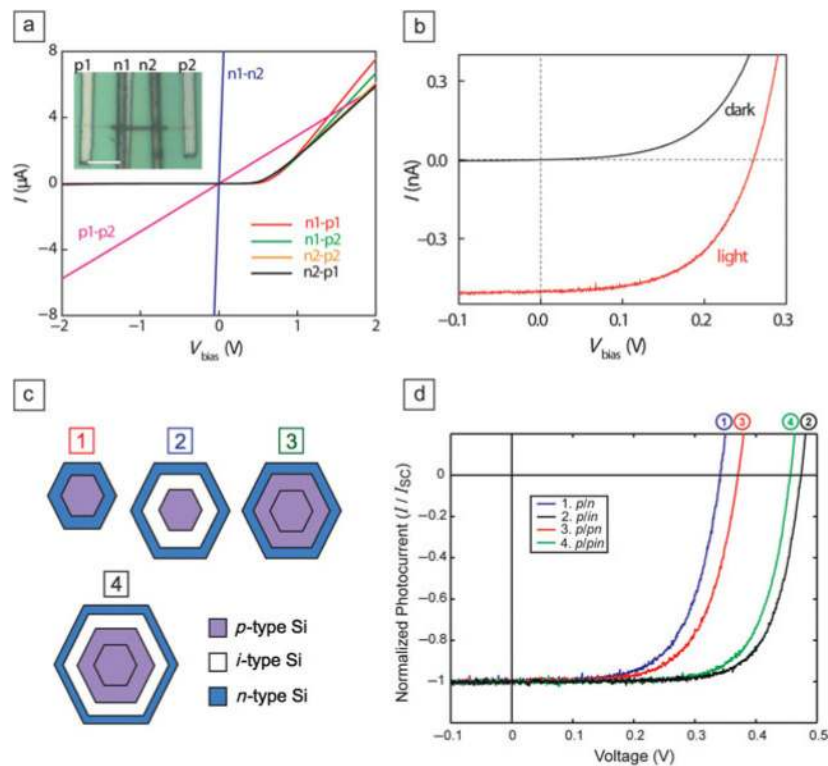 a
p1 n1 n2 p2
n1-n2
p1-p2
n1-p1
n1-p2
n2-p2
n2-p1
I (μA)
8
4
0
−4
−8
−2
−1
0
1
2
V_bias (V)
b
dark
light
I (nA)
0.3
0.0
−0.3
−0.1
0.0
0.1
0.2
0.3
V_bias (V)
c
1
2
3
4
p-type Si
i-type Si
n-type Si
d
1
3
4
2
1. p/n
2. p/in
3. p/pn
4. p/pin
Normalized Photocurrent (I / I_SC)
0
−0.2
−0.4
−0.6
−0.8
−1
−0.1
0
0.1
0.2
0.3
0.4
0.5
Voltage (V)